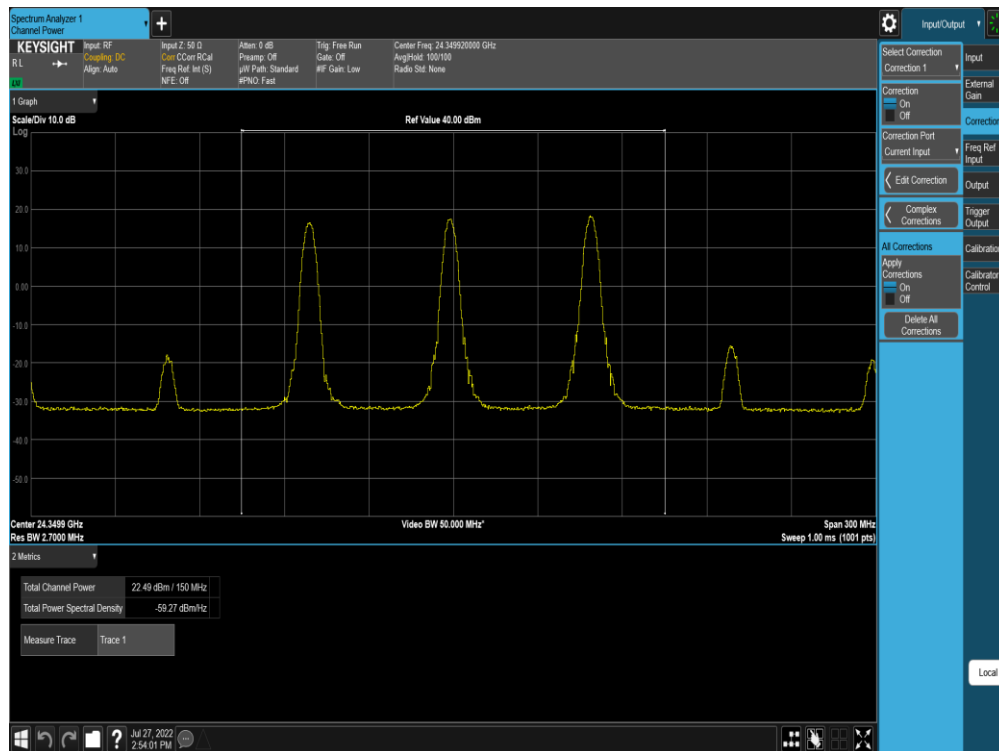 Spectrum Analyzer 1
Channel Power
Input/Output
KEYSIGHT
R L
LXI
Input: RF
Coupling: DC
Align: Auto
Input Z: 50 Ω
Corr CCorr RCal
Freq Ref: Int (S)
NFE: Off
Atten: 0 dB
Preamp: Off
µW Path: Standard
#PNO: Fast
Trig: Free Run
Gate: Off
#IF Gain: Low
Center Freq: 24.349920000 GHz
Avg|Hold: 100/100
Radio Std: None
1 Graph
Scale/Div 10.0 dB
Ref Value 40.00 dBm
Log
30.0
20.0
10.0
0.00
-10.0
-20.0
-30.0
-40.0
-50.0
Center 24.3499 GHz
Video BW 50.000 MHz*
Span 300 MHz
Res BW 2.7000 MHz
Sweep 1.00 ms (1001 pts)
2 Metrics
Total Channel Power 22.49 dBm / 150 MHz
Total Power Spectral Density -59.27 dBm/Hz
Measure Trace Trace 1
Select Correction
Correction 1
Correction
On
Off
Correction Port
Current Input
Edit Correction
Complex
Corrections
All Corrections
Apply
Corrections
On
Off
Delete All
Corrections
Input
External
Gain
Correction
Freq Ref
Input
Output
Trigger
Output
Calibratio
Calibrator
Control
Local
?
Jul 27, 2022
2:54:01 PM